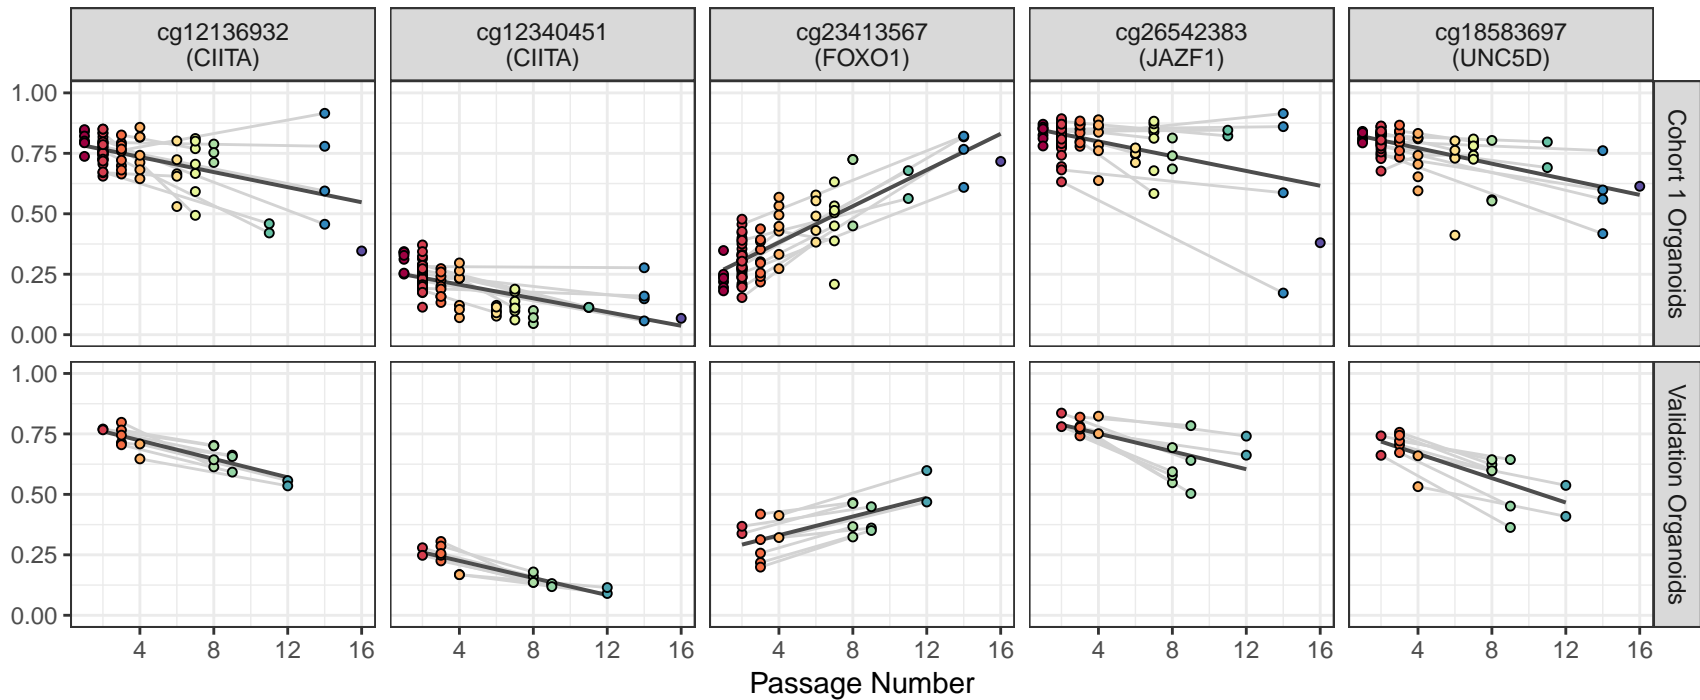 cg12136932
(CIITA)
cg12340451
(CIITA)
cg23413567
(FOXO1)
cg26542383
(JAZF1)
cg18583697
(UNC5D)
1.00
0.75
0.50
0.25
0.00
Cohort 1 Organoids
1.00
0.75
0.50
0.25
0.00
Validation Organoids
4 8 12 16
4 8 12 16
4 8 12 16
4 8 12 16
4 8 12 16
Passage Number